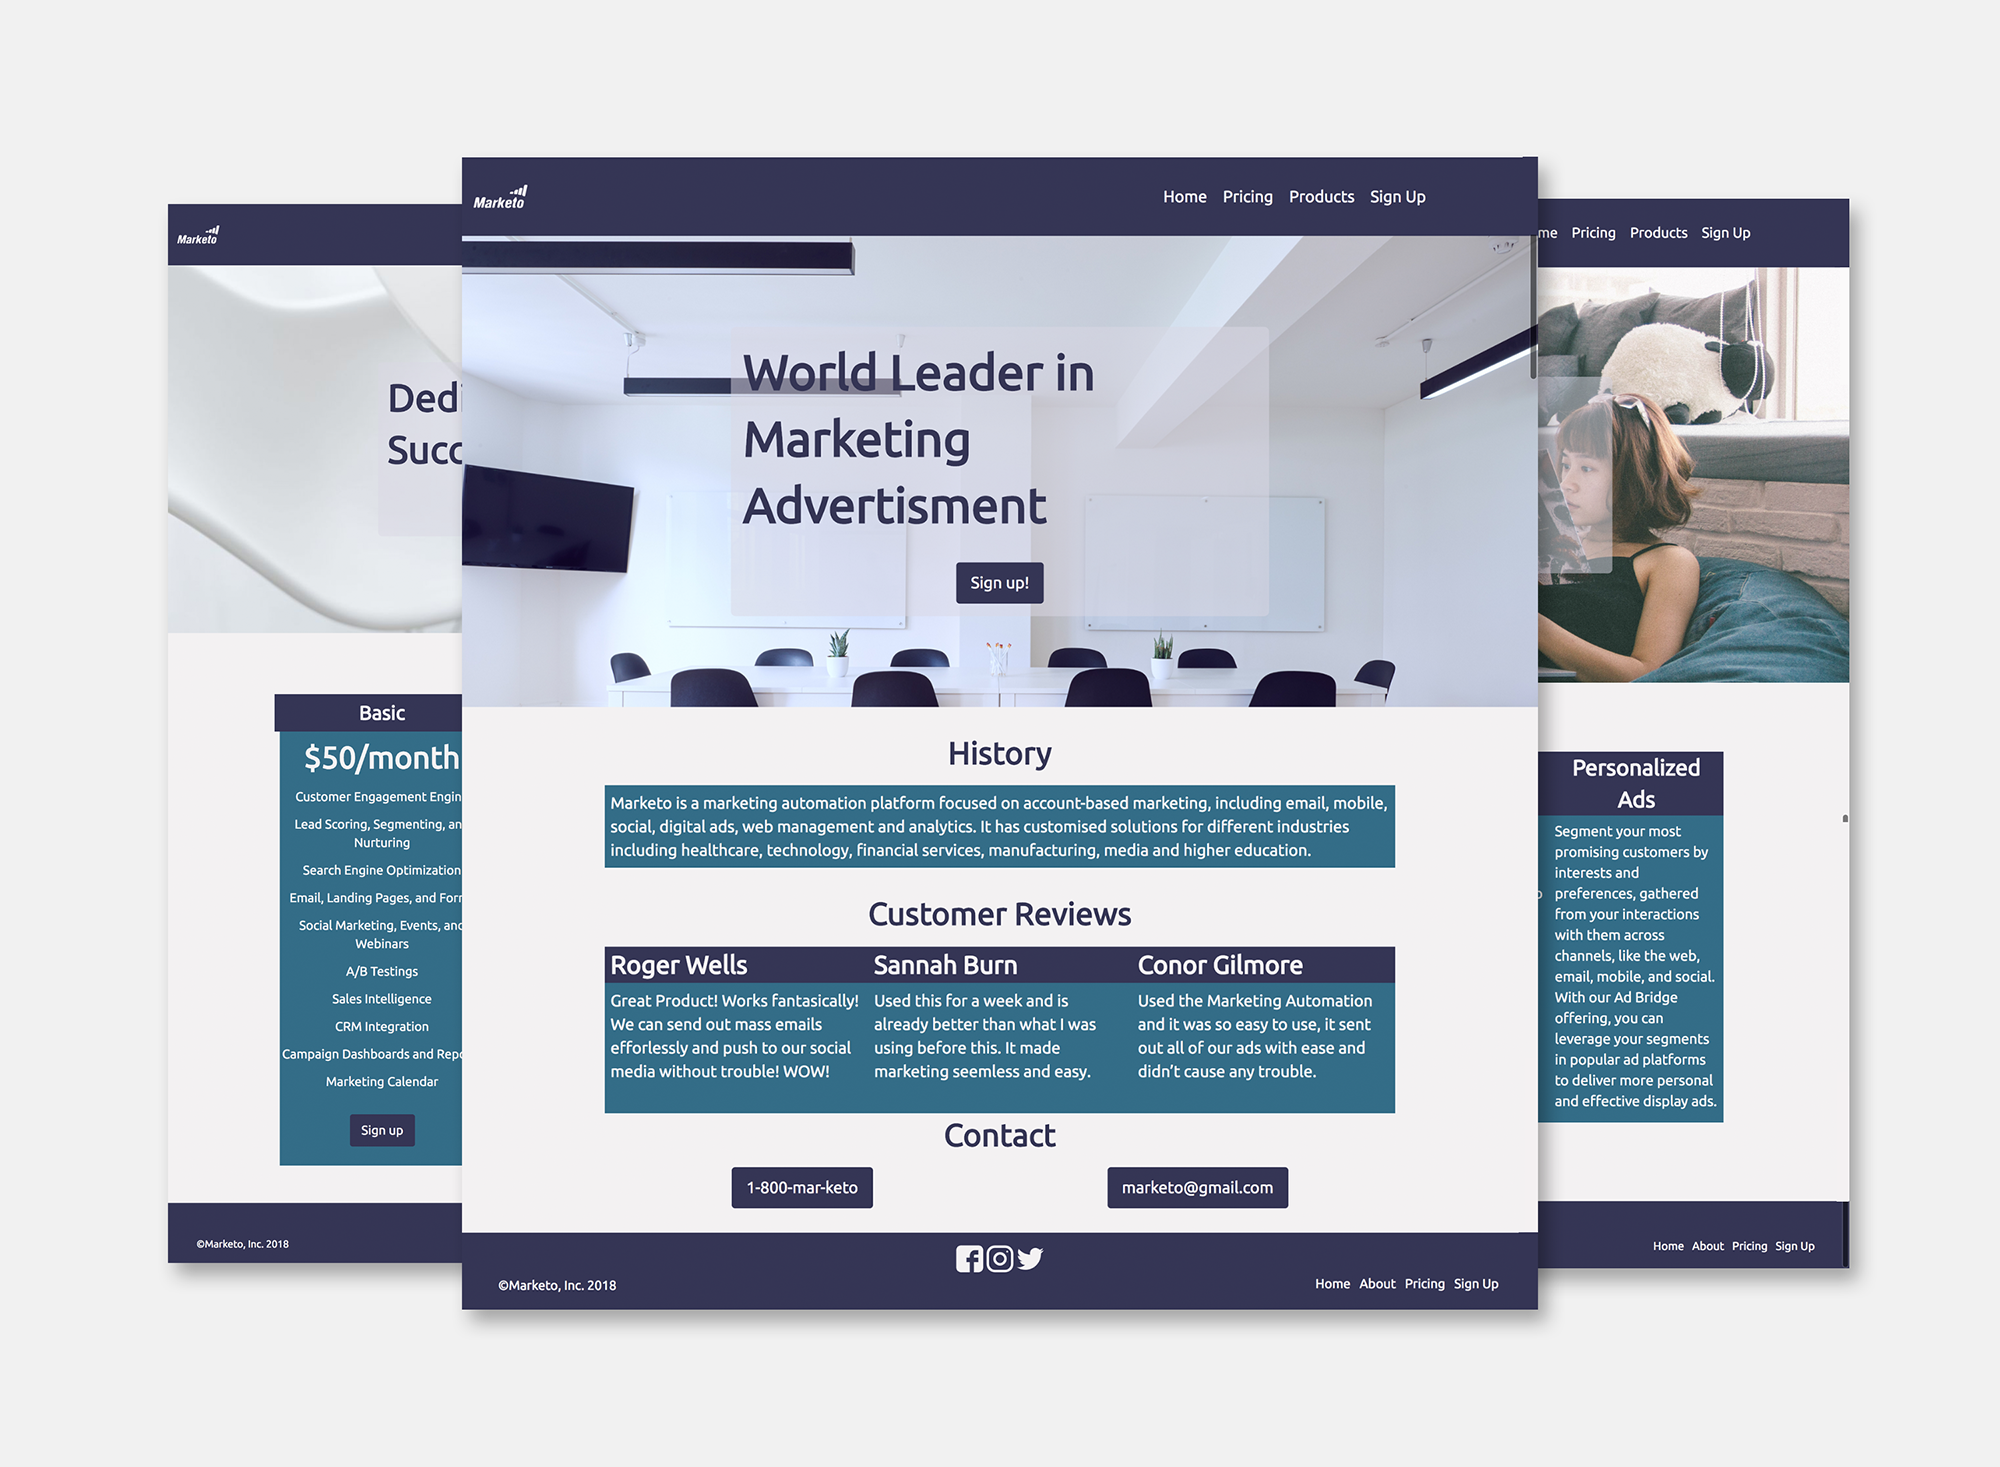 Marketo
Dedi
Succ
Basic
$50/month
Customer Engagement Engin
Lead Scoring, Segmenting, an
Nurturing
Search Engine Optimization
Email, Landing Pages, and Forr
Social Marketing, Events, and
Webinars
A/B Testings
Sales Intelligence
CRM Integration
Campaign Dashboards and Repo
Marketing Calendar
Sign up
©Marketo, Inc. 2018
Marketo
Home Pricing Products Sign Up
World Leader in
Marketing
Advertisment
Sign up!
History
Marketo is a marketing automation platform focused on account-based marketing, including email, mobile,
social, digital ads, web management and analytics. It has customised solutions for different industries
including healthcare, technology, financial services, manufacturing, media and higher education.
Customer Reviews
Roger Wells
Great Product! Works fantasically!
We can send out mass emails
efforlessly and push to our social
media without trouble! WOW!
Sannah Burn
Used this for a week and is
already better than what I was
using before this. It made
marketing seemless and easy.
Conor Gilmore
Used the Marketing Automation
and it was so easy to use, it sent
out all of our ads with ease and
didn't cause any trouble.
Contact
1-800-mar-keto
marketo@gmail.com
©Marketo, Inc. 2018
Home About Pricing Sign Up
me Pricing Products Sign Up
Personalized
Ads
Segment your most
promising customers by
interests and
preferences, gathered
from your interactions
with them across
channels, like the web,
email, mobile, and social.
With our Ad Bridge
offering, you can
leverage your segments
in popular ad platforms
to deliver more personal
and effective display ads.
Home About Pricing Sign Up